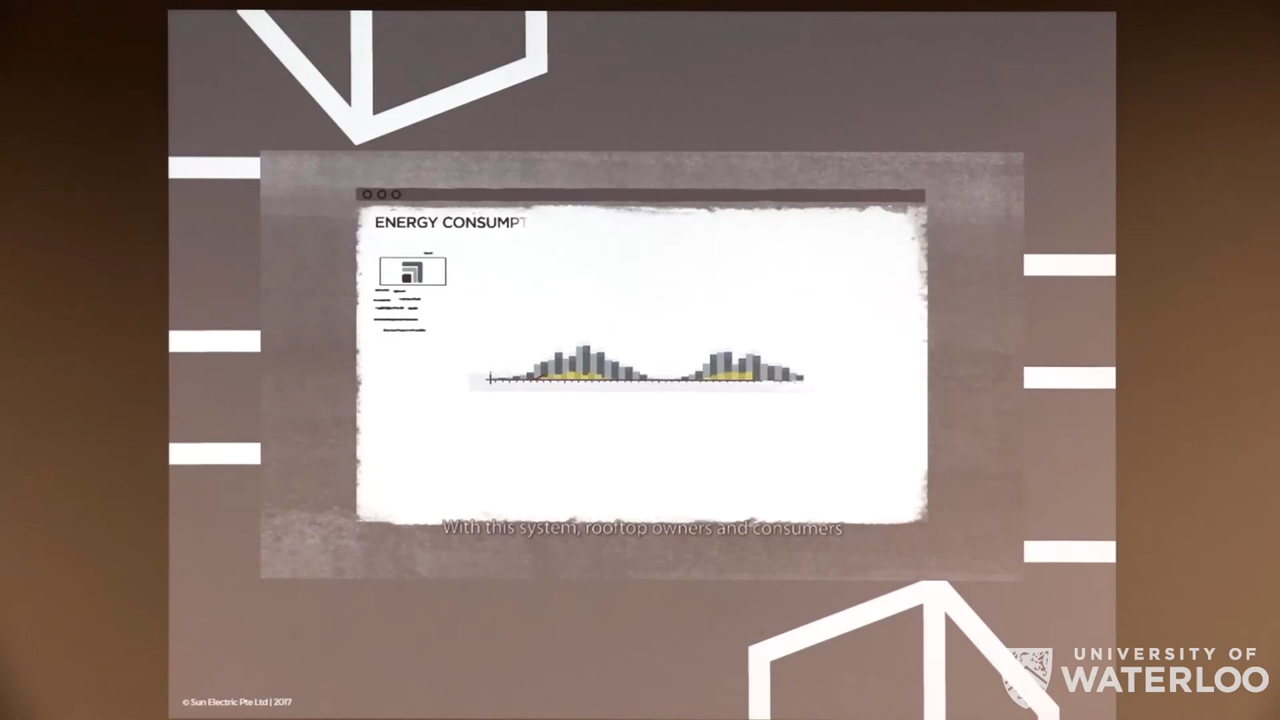 ENERGY CONSUMPT
With this system, rooftop owners and consumers
© Sun Electric Pte Ltd | 2017
UNIVERSITY OF
WATERLOO